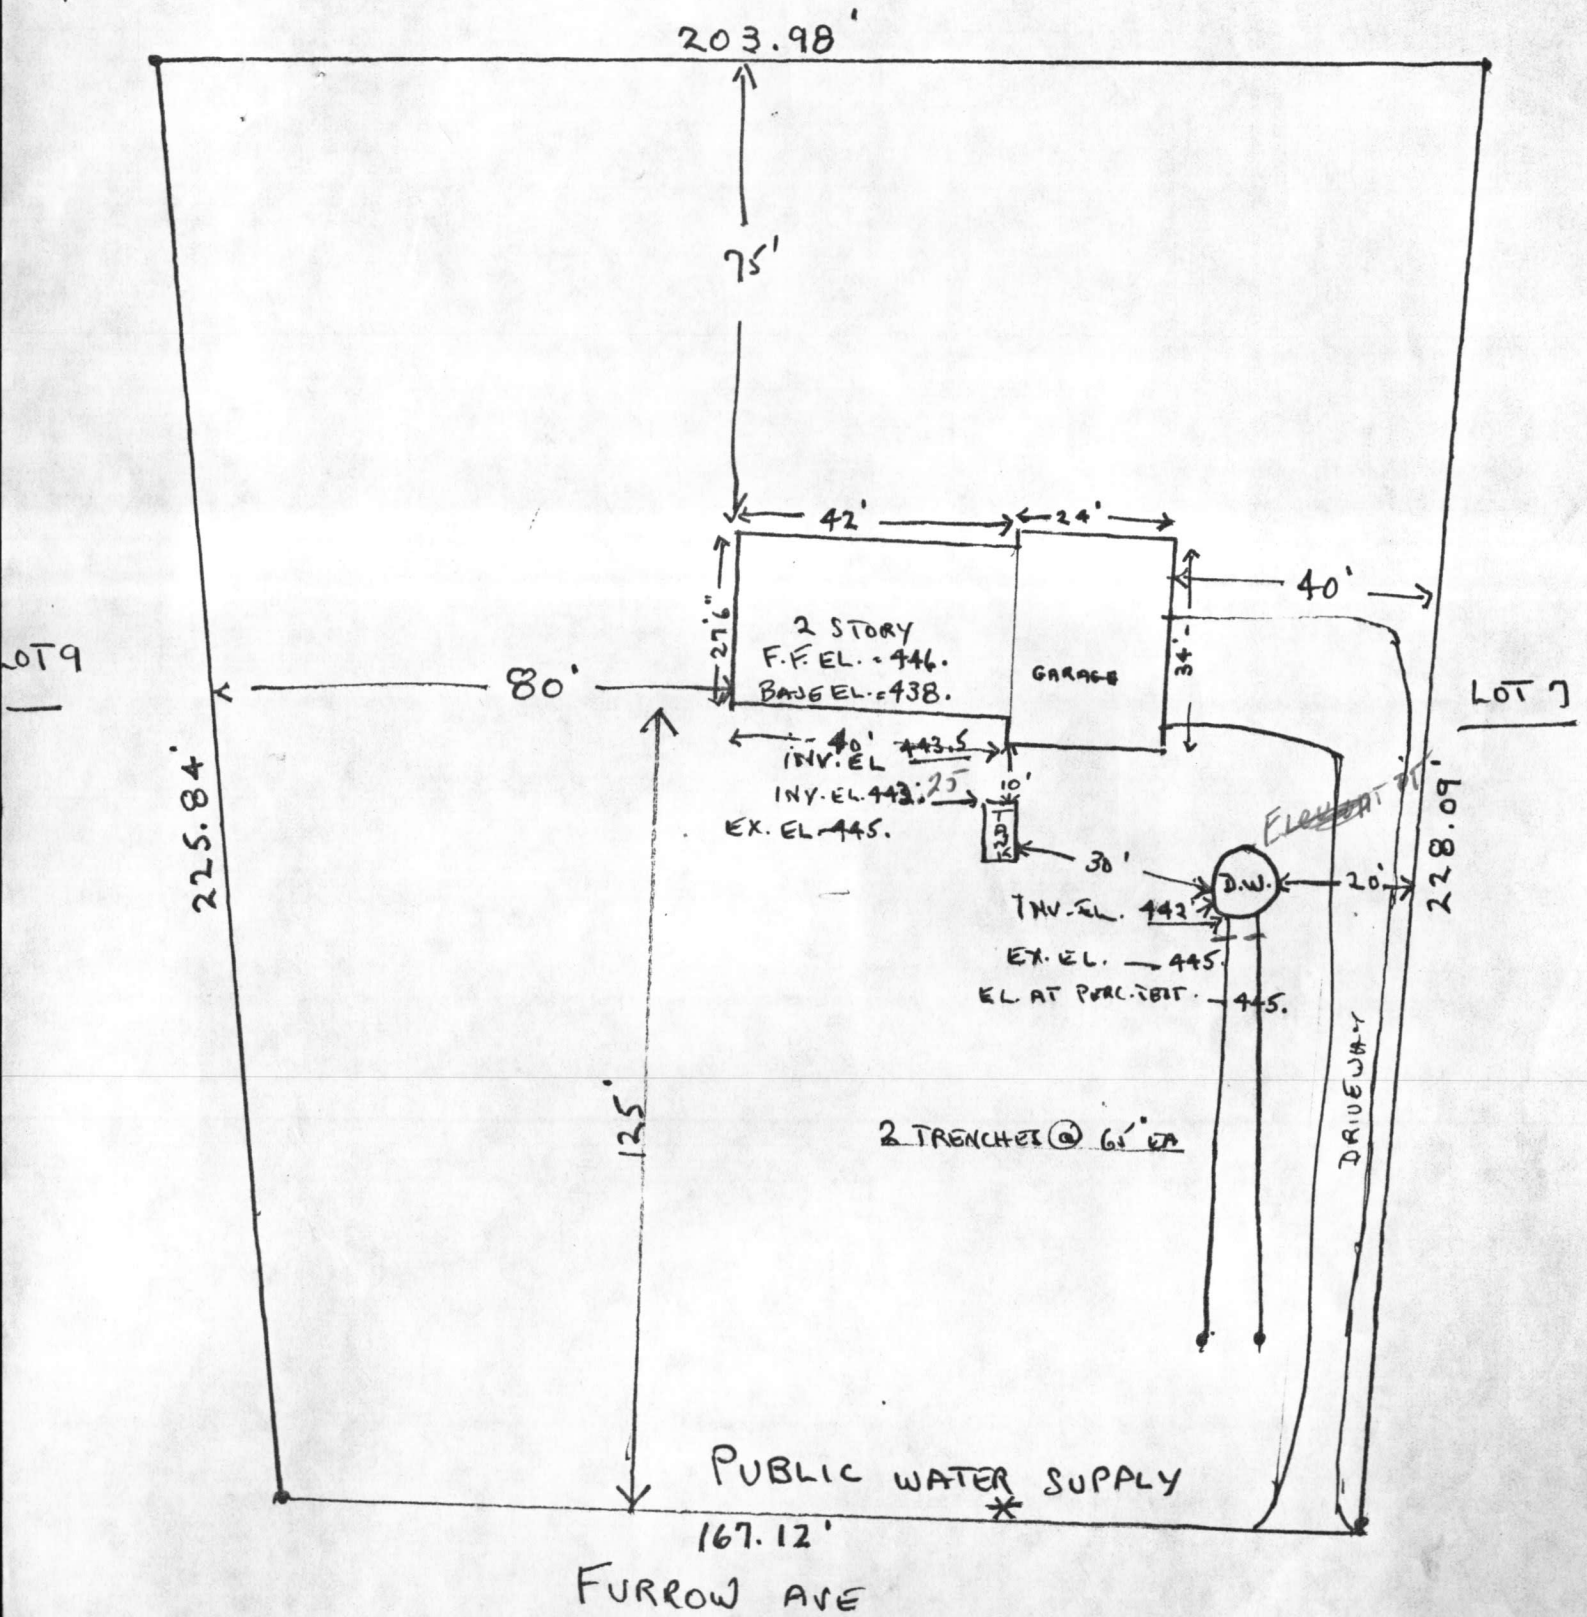 203.98'
75'
42'
24'
40'
27'6"
2 STORY
F.F. EL. = 446.
BASE EL. = 438.
GARAGE
34'
LOT 9
80'
LOT 7
40'
INV. EL 443.5
INV. EL. 442.25
EX. EL 445.
225.84'
228.09'
30'
D.W.
20'
INV. EL. 442'
EX. EL. 445.
EL. AT PERC. TEST. 445.
125'
2 TRENCHES @ 65' EA
DRIVEWAY
PUBLIC WATER SUPPLY
167.12'
FURROW AVE